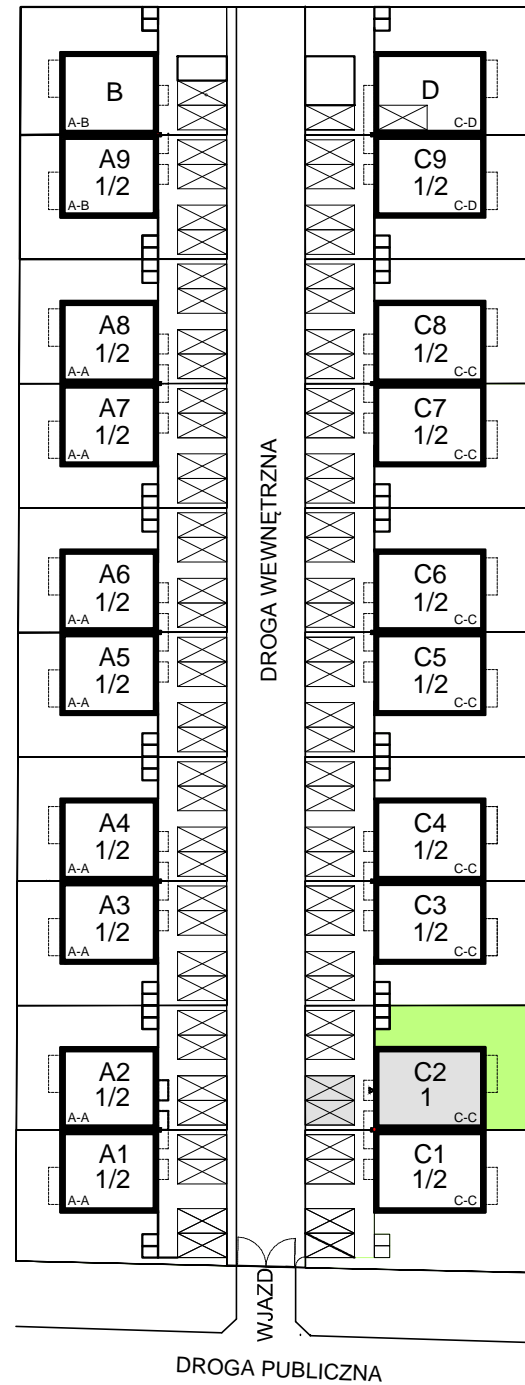 B
A-B
D
C-D
A9
1/2
A-B
C9
1/2
C-D
A8
1/2
A-A
C8
1/2
C-C
A7
1/2
A-A
C7
1/2
C-C
DROGA WEWNĘTRZNA
A6
1/2
A-A
C6
1/2
C-C
A5
1/2
A-A
C5
1/2
C-C
A4
1/2
A-A
C4
1/2
C-C
A3
1/2
A-A
C3
1/2
C-C
A2
1/2
A-A
C2
1
C-C
A1
1/2
A-A
C1
1/2
C-C
WJAZD
DROGA PUBLICZNA